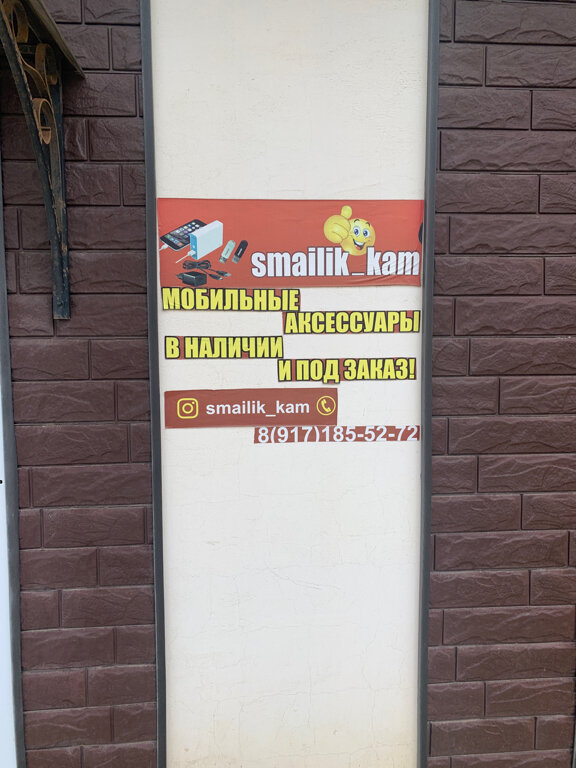 smailik_kam
МОБИЛЬНЫЕ
АКСЕССУАРЫ
В НАЛИЧИИ
И ПОД ЗАКАЗ!
smailik_kam
8(917)185-52-72